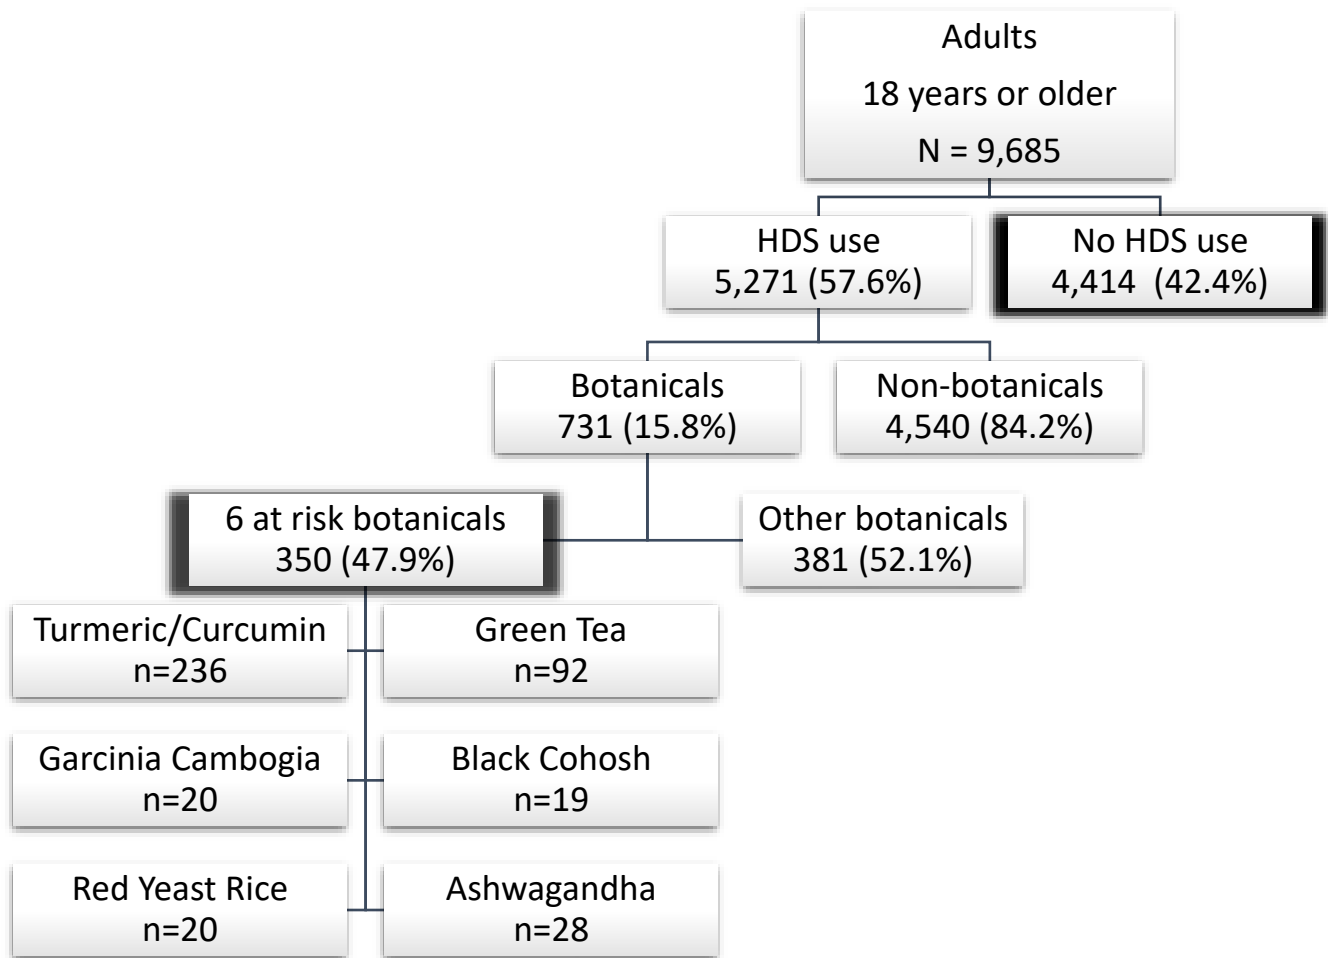 Adults
18 years or older
N = 9,685
HDS use
5,271 (57.6%)
No HDS use
4,414 (42.4%)
Botanicals
731 (15.8%)
Non-botanicals
4,540 (84.2%)
6 at risk botanicals
350 (47.9%)
Other botanicals
381 (52.1%)
Turmeric/Curcumin
n=236
Green Tea
n=92
Garcinia Cambogia
n=20
Black Cohosh
n=19
Red Yeast Rice
n=20
Ashwagandha
n=28